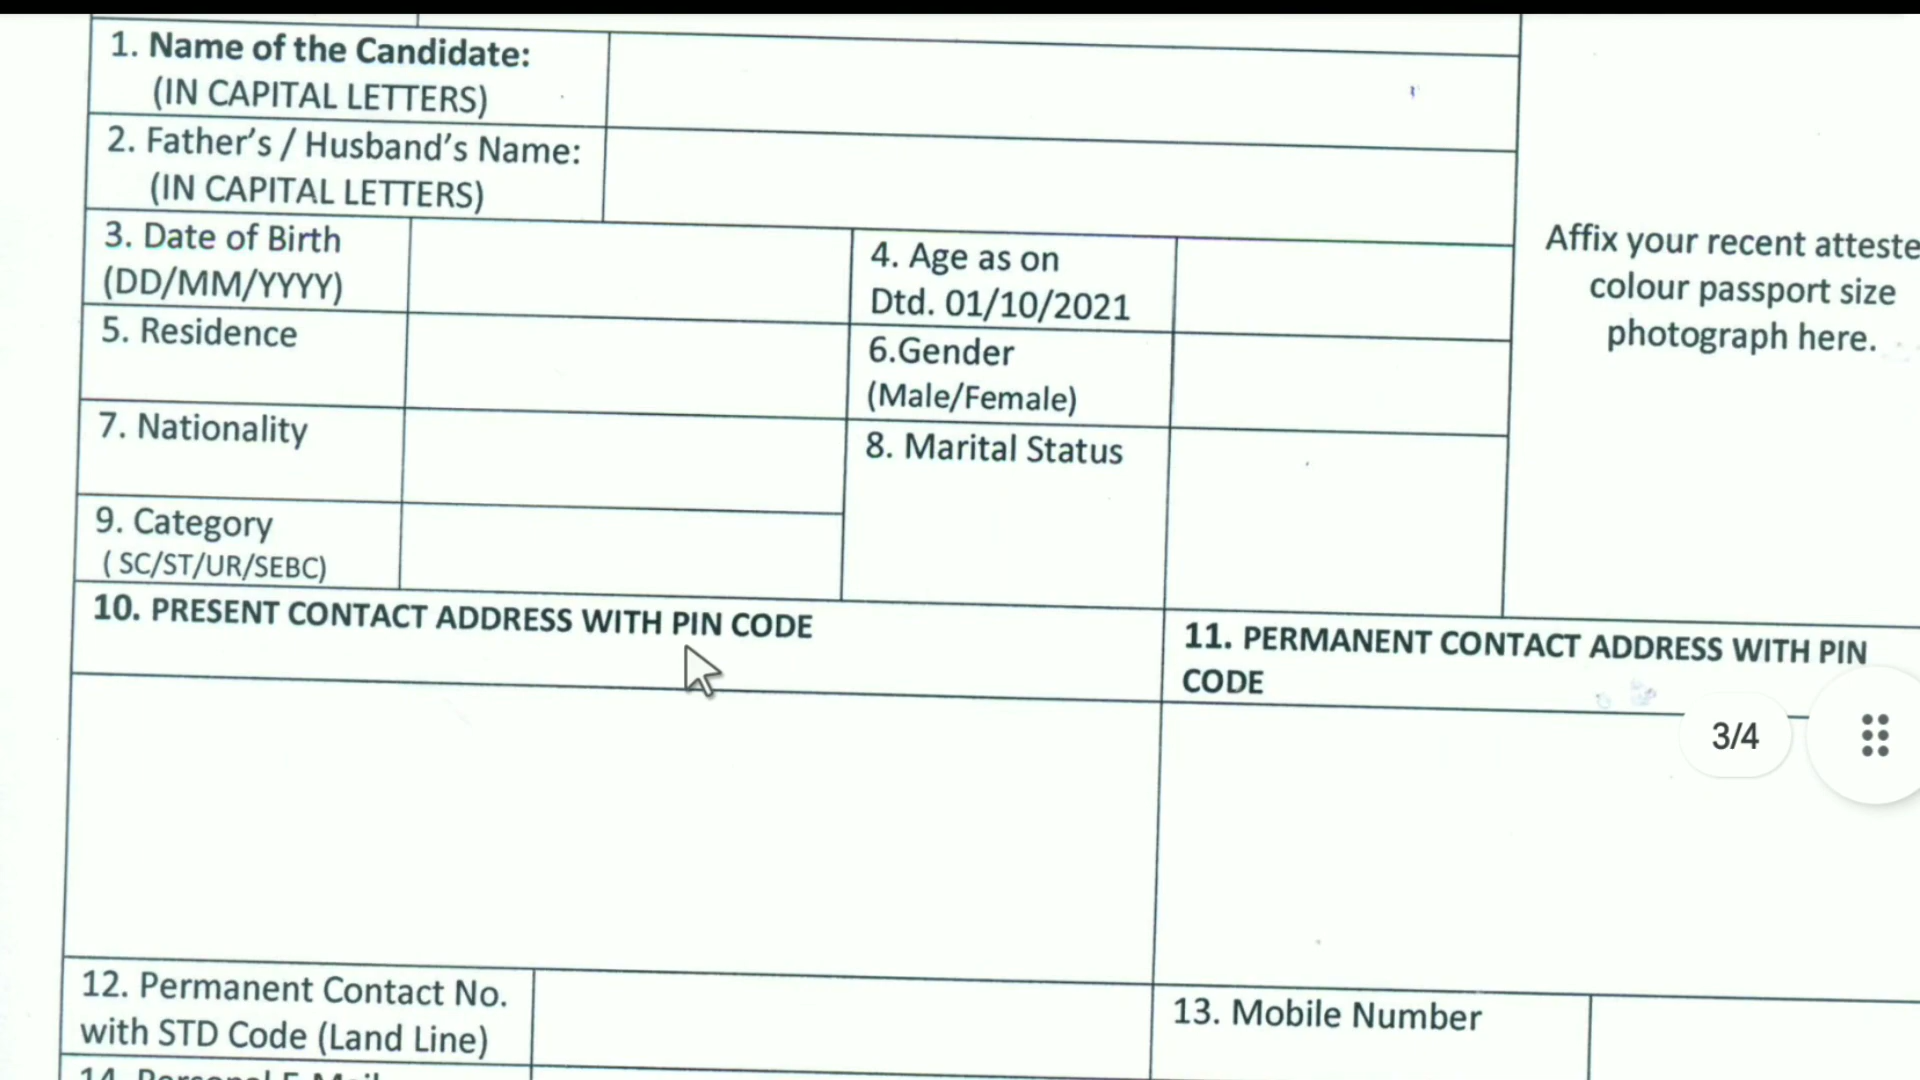 1. Name of the Candidate:
(IN CAPITAL LETTERS)
2. Father's / Husband's Name:
(IN CAPITAL LETTERS)
3. Date of Birth
(DD/MM/YYYY)
4. Age as on
Dtd. 01/10/2021
Affix your recent atteste
colour passport size
photograph here.
5. Residence
6.Gender
(Male/Female)
7. Nationality
8. Marital Status
9. Category
( SC/ST/UR/SEBC)
10. PRESENT CONTACT ADDRESS WITH PIN CODE
11. PERMANENT CONTACT ADDRESS WITH PIN
CODE
3/4
12. Permanent Contact No.
with STD Code (Land Line)
13. Mobile Number
14. Personal E-Mail